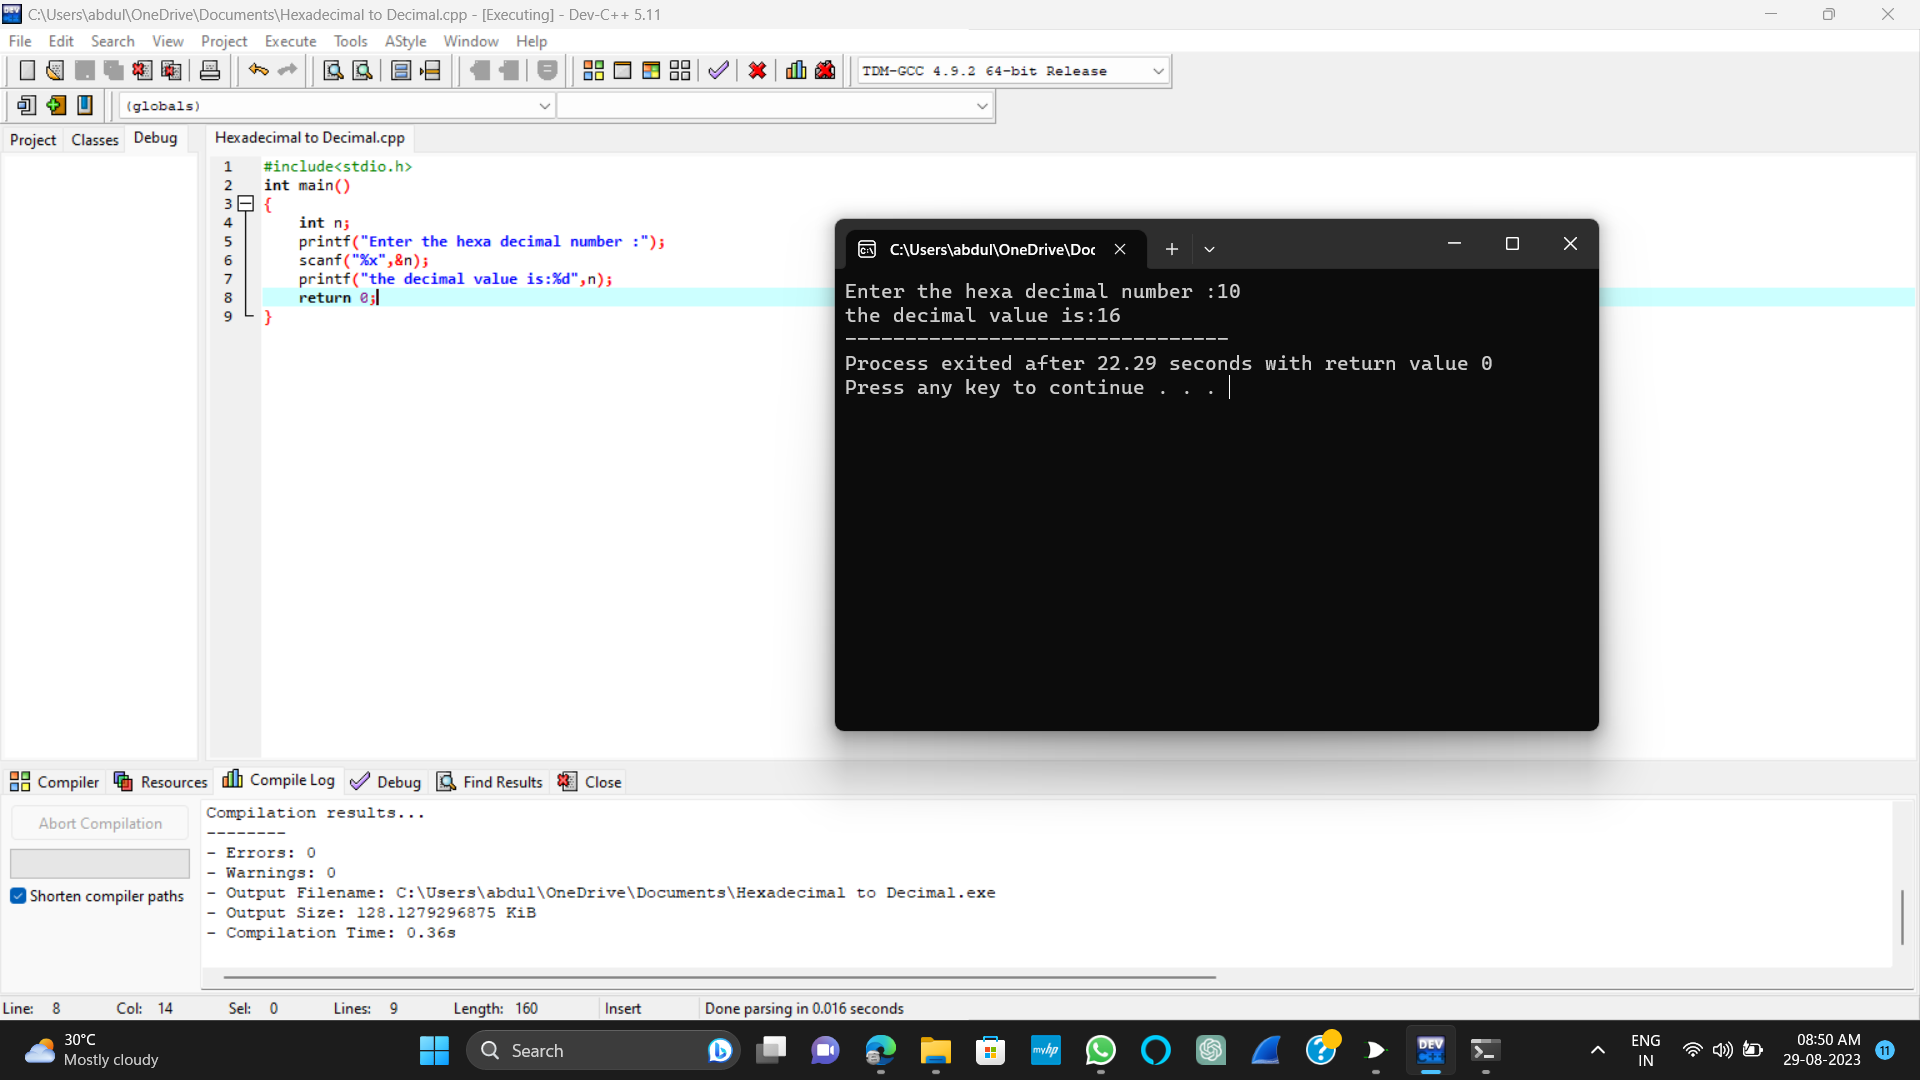 C:\Users\abdul\OneDrive\Documents\Hexadecimal to Decimal.cpp - [Executing] - Dev-C++ 5.11
File Edit Search View Project Execute Tools AStyle Window Help
TDM-GCC 4.9.2 64-bit Release
(globals)
Project Classes Debug
Hexadecimal to Decimal.cpp
1 #include<stdio.h>
2 int main()
3 {
4 int n;
5 printf("Enter the hexa decimal number :");
6 scanf("%x",&n);
7 printf("the decimal value is:%d",n);
8 return 0;
9 }
C:\Users\abdul\OneDrive\Doc
Enter the hexa decimal number :10
the decimal value is:16
--------------------------------
Process exited after 22.29 seconds with return value 0
Press any key to continue . . .
Compiler Resources Compile Log Debug Find Results Close
Abort Compilation
Shorten compiler paths
Compilation results...
--------
- Errors: 0
- Warnings: 0
- Output Filename: C:\Users\abdul\OneDrive\Documents\Hexadecimal to Decimal.exe
- Output Size: 128.1279296875 KiB
- Compilation Time: 0.36s
Line: 8 Col: 14 Sel: 0 Lines: 9 Length: 160 Insert Done parsing in 0.016 seconds
30°C
Mostly cloudy
Search
myhp
DEV
C++
ENG
IN
08:50 AM
29-08-2023
11